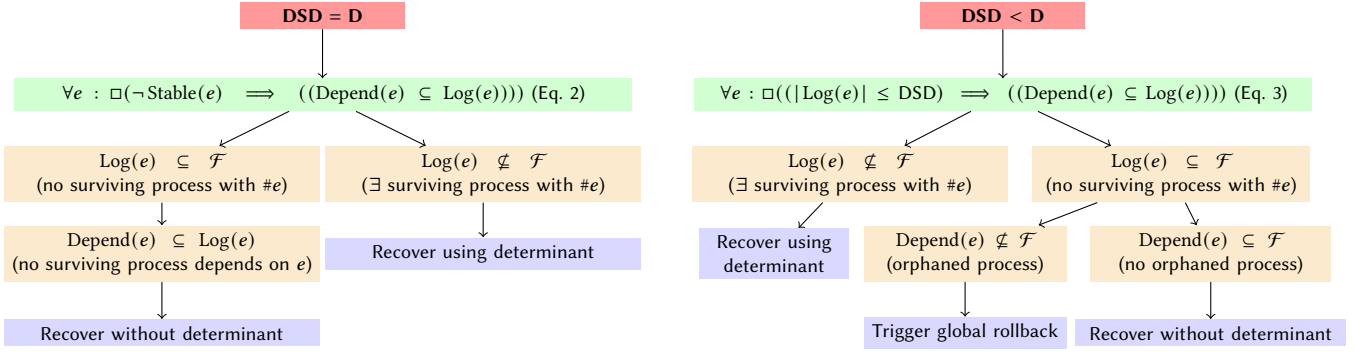 DSD = D
∀e : □(¬Stable(e) ⟹ ((Depend(e) ⊆ Log(e)))) (Eq. 2)
Log(e) ⊆ ℱ
(no surviving process with #e)
Log(e) ⊈ ℱ
(∃ surviving process with #e)
Depend(e) ⊆ Log(e)
(no surviving process depends on e)
Recover using determinant
Recover without determinant
DSD < D
∀e : □((|Log(e)| ≤ DSD) ⟹ ((Depend(e) ⊆ Log(e)))) (Eq. 3)
Log(e) ⊈ ℱ
(∃ surviving process with #e)
Log(e) ⊆ ℱ
(no surviving process with #e)
Recover using
determinant
Depend(e) ⊈ ℱ
(orphaned process)
Depend(e) ⊆ ℱ
(no orphaned process)
Trigger global rollback
Recover without determinant